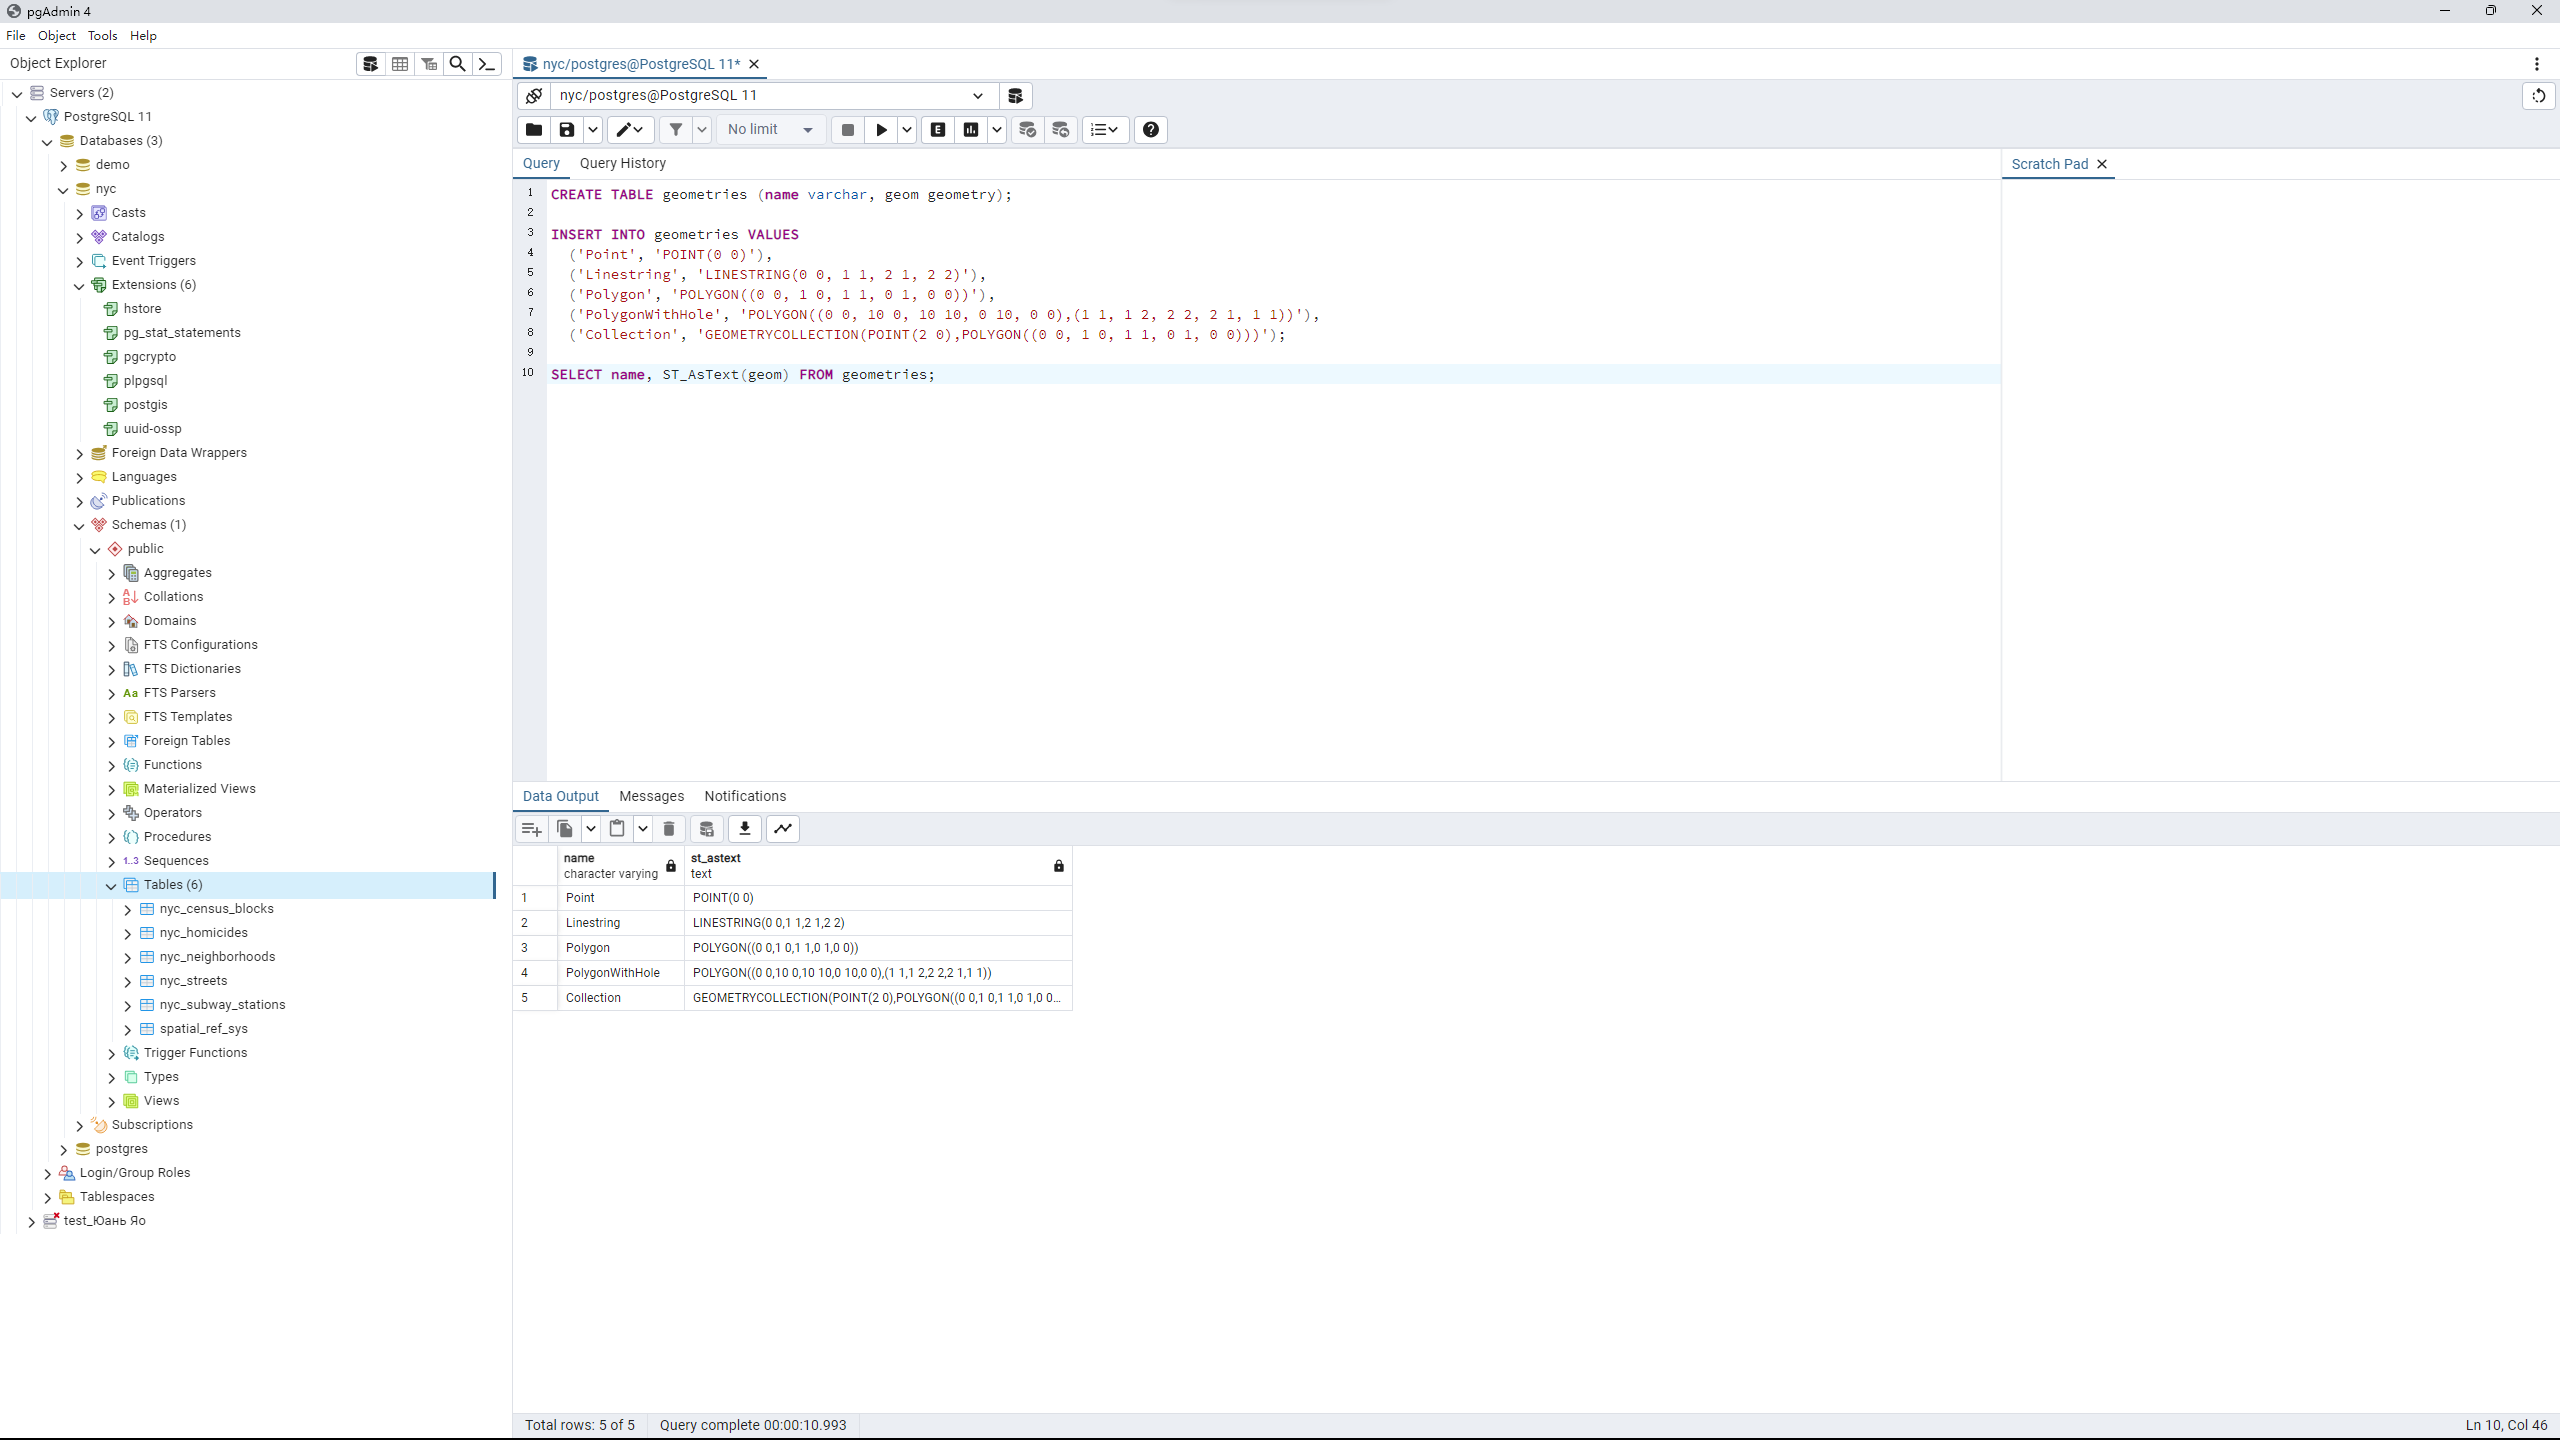 pgAdmin 4
File Object Tools Help
Object Explorer
Servers (2)
PostgreSQL 11
Databases (3)
demo
nyc
Casts
Catalogs
Event Triggers
Extensions (6)
hstore
pg_stat_statements
pgcrypto
plpgsql
postgis
uuid-ossp
Foreign Data Wrappers
Languages
Publications
Schemas (1)
public
Aggregates
Collations
Domains
FTS Configurations
FTS Dictionaries
Aa FTS Parsers
FTS Templates
Foreign Tables
Functions
Materialized Views
Operators
Procedures
1..3 Sequences
Tables (6)
nyc_census_blocks
nyc_homicides
nyc_neighborhoods
nyc_streets
nyc_subway_stations
spatial_ref_sys
Trigger Functions
Types
Views
Subscriptions
postgres
Login/Group Roles
Tablespaces
test_Юань Яо
nyc/postgres@PostgreSQL 11*
nyc/postgres@PostgreSQL 11
No limit
E
Query Query History
1 CREATE TABLE geometries (name varchar, geom geometry);
2
3 INSERT INTO geometries VALUES
4 ('Point', 'POINT(0 0)'),
5 ('Linestring', 'LINESTRING(0 0, 1 1, 2 1, 2 2)'),
6 ('Polygon', 'POLYGON((0 0, 1 0, 1 1, 0 1, 0 0))'),
7 ('PolygonWithHole', 'POLYGON((0 0, 10 0, 10 10, 0 10, 0 0),(1 1, 1 2, 2 2, 2 1, 1 1))'),
8 ('Collection', 'GEOMETRYCOLLECTION(POINT(2 0),POLYGON((0 0, 1 0, 1 1, 0 1, 0 0)))');
9
10 SELECT name, ST_AsText(geom) FROM geometries;
Scratch Pad
Data Output Messages Notifications
name st_astext
character varying text
1 Point POINT(0 0)
2 Linestring LINESTRING(0 0,1 1,2 1,2 2)
3 Polygon POLYGON((0 0,1 0,1 1,0 1,0 0))
4 PolygonWithHole POLYGON((0 0,10 0,10 10,0 10,0 0),(1 1,1 2,2 2,2 1,1 1))
5 Collection GEOMETRYCOLLECTION(POINT(2 0),POLYGON((0 0,1 0,1 1,0 1,0 0...
Total rows: 5 of 5 Query complete 00:00:10.993 Ln 10, Col 46